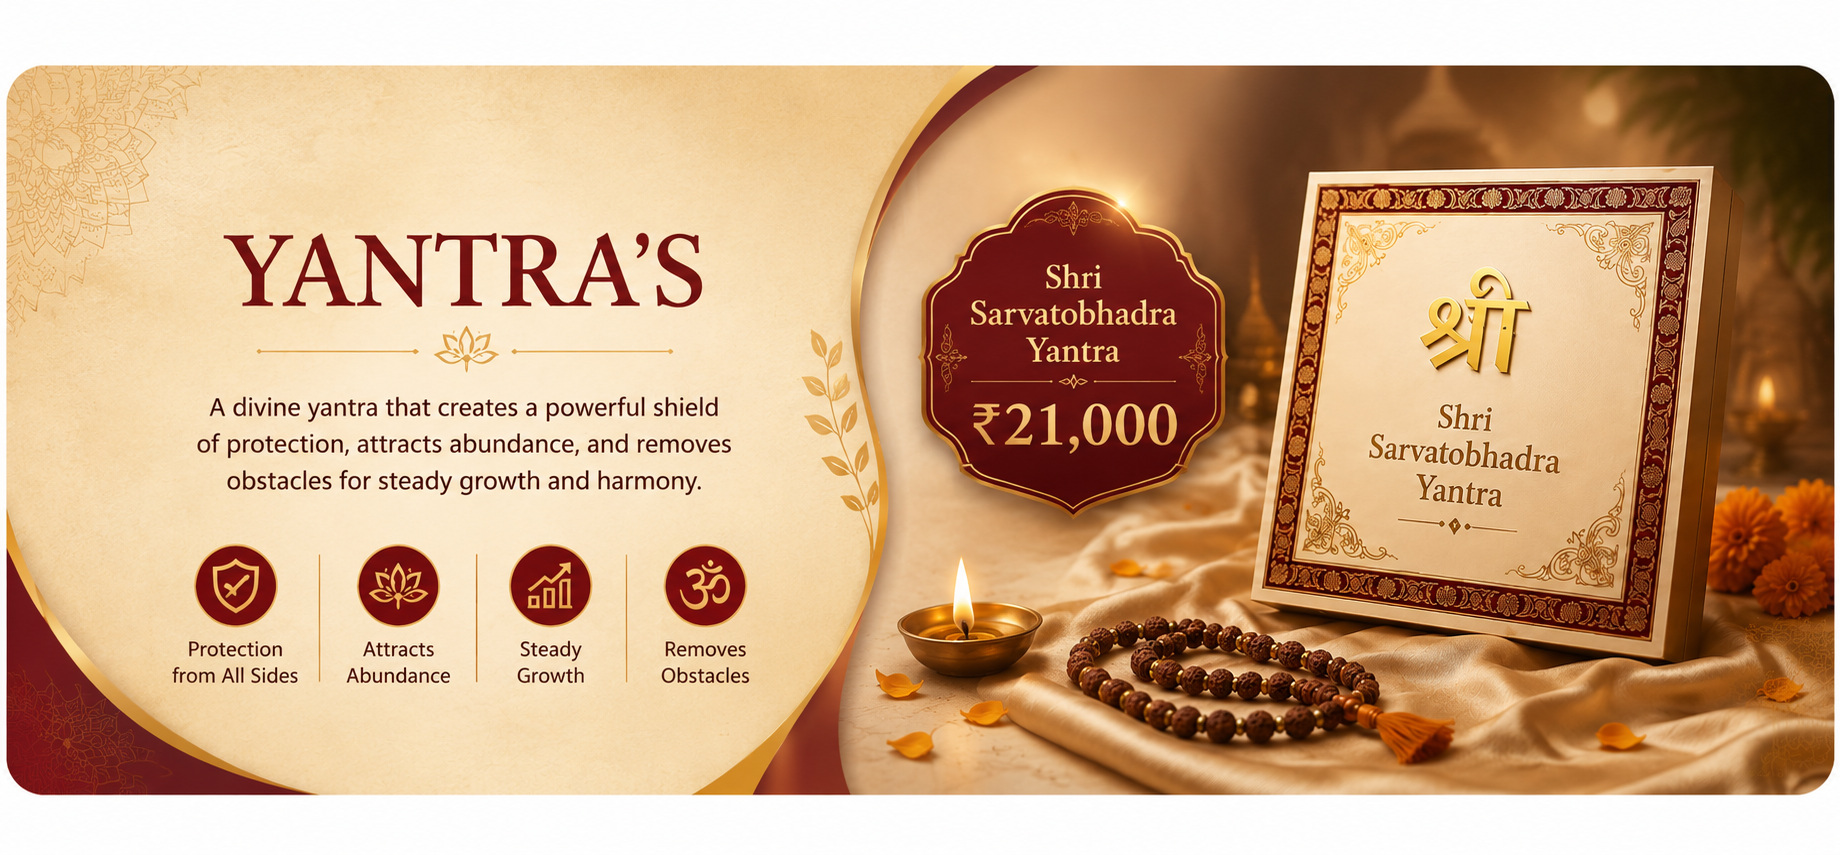 YANTRA’S
A divine yantra that creates a powerful shield
of protection, attracts abundance, and removes
obstacles for steady growth and harmony.
Protection
from All Sides
Attracts
Abundance
Steady
Growth
ॐ
Removes
Obstacles
Shri
Sarvatobhadra
Yantra
₹21,000
श्री
Shri
Sarvatobhadra
Yantra